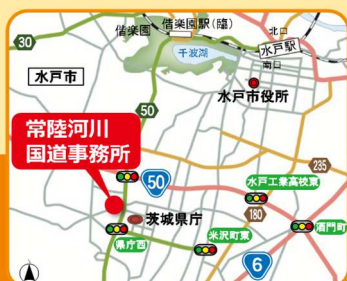 偕楽園
偕楽園駅(臨)
北口
水戸駅
南口
千波湖
30
水戸市
水戸市役所
50
常陸河川
国道事務所
235
50
水戸工業高校東
180
茨城県庁
県庁西
米沢町東
酒門町
6